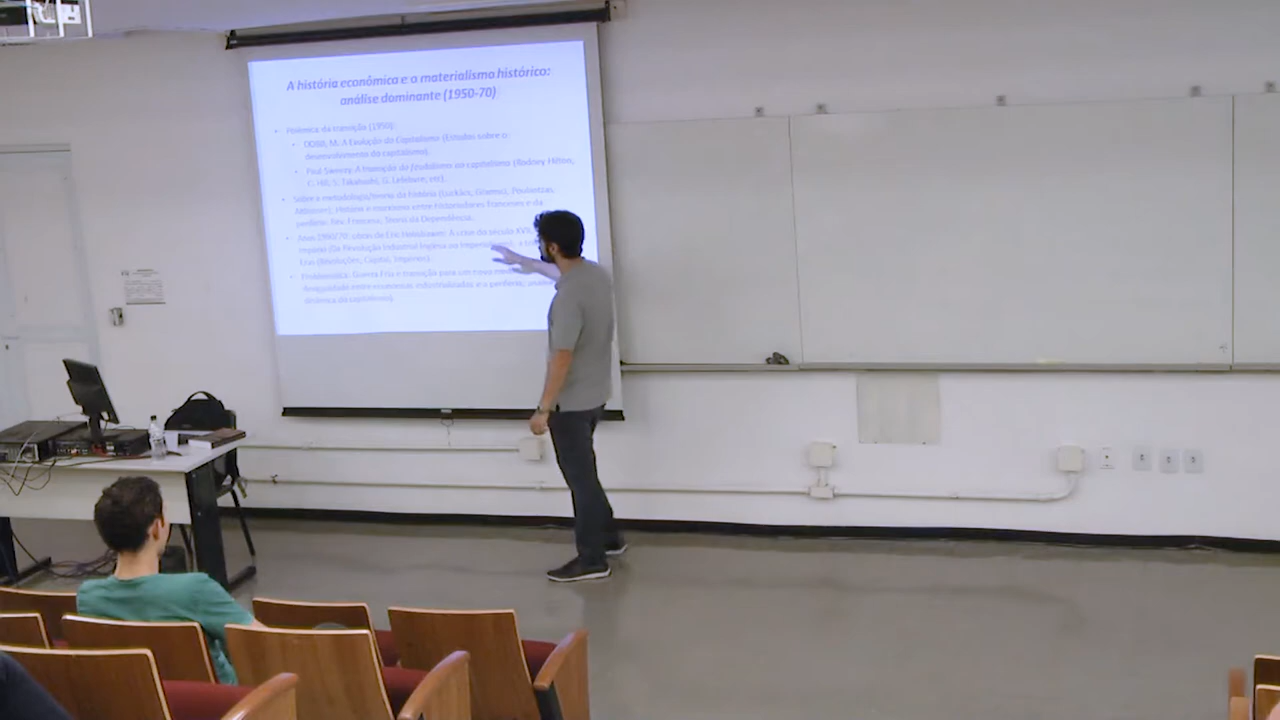 A história econômica e o materialismo histórico:
análise dominante (1950-70)
Polêmica da transição (1950):
DOBB, M. A Evolução do Capitalismo (Estudos sobre o
desenvolvimento do capitalismo).
Paul Sweezy. A transição do feudalismo ao capitalismo (Rodney Hilton,
C. Hill, S. Takahashi, G. Lefebvre, etc).
Sobre a metodologia/teoria da história (Luckács, Poulantzas,
Althusser), História e marxismo entre historiadores franceses e da
periferia: Rev. Francesa, Teoria da Dependência.
Anos 1960/70: obras de Eric Hobsbawm: A crise do século XVII,
Império (Da Revolução Industrial Inglesa ao Imperialismo), a
Eras (Revoluções, Capital, Impérios).
Problemática: Guerra Fria e transição para um novo
desigualdade entre economias industrializadas e a periferia;
dinâmica do capitalismo).